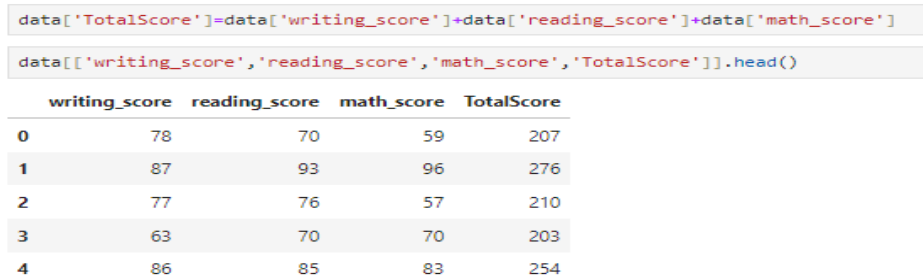 data['TotalScore']=data['writing_score']+data['reading_score']+data['math_score']
data[['writing_score','reading_score','math_score','TotalScore']].head()
writing_score reading_score math_score TotalScore
0 78 70 59 207
1 87 93 96 276
2 77 76 57 210
3 63 70 70 203
4 86 85 83 254